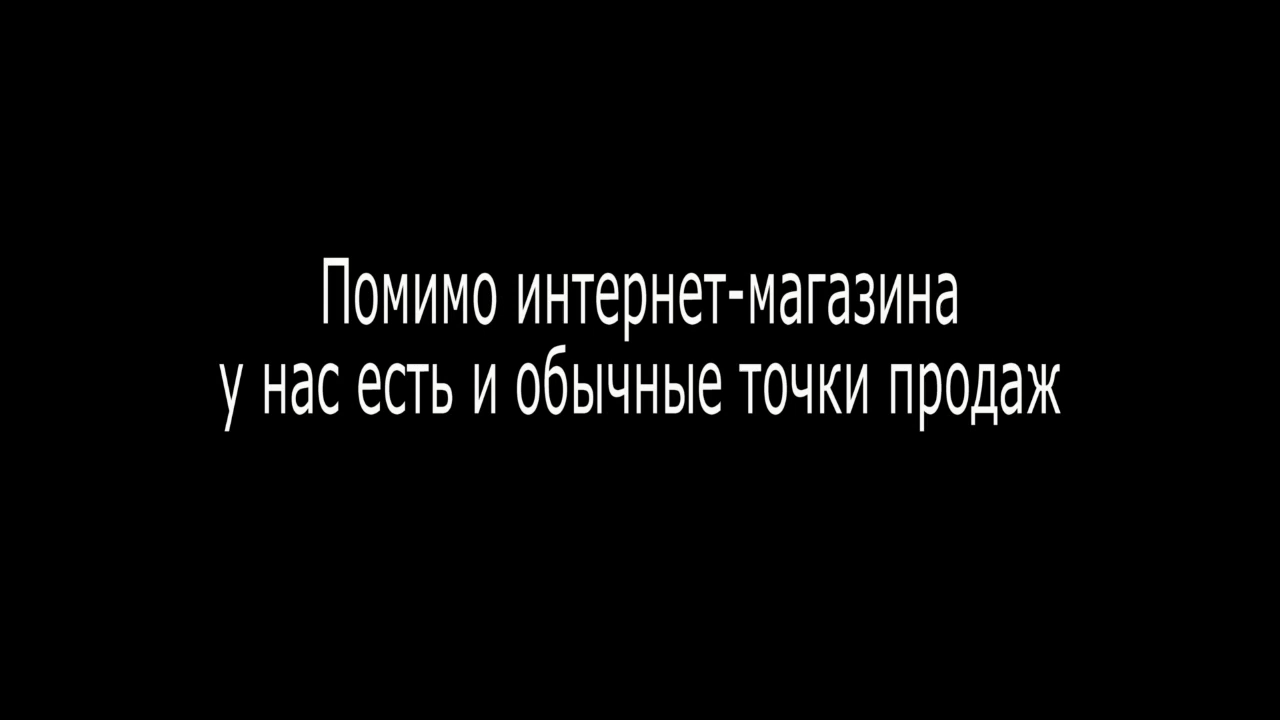 Помимо интернет-магазина
у нас есть и обычные точки продаж